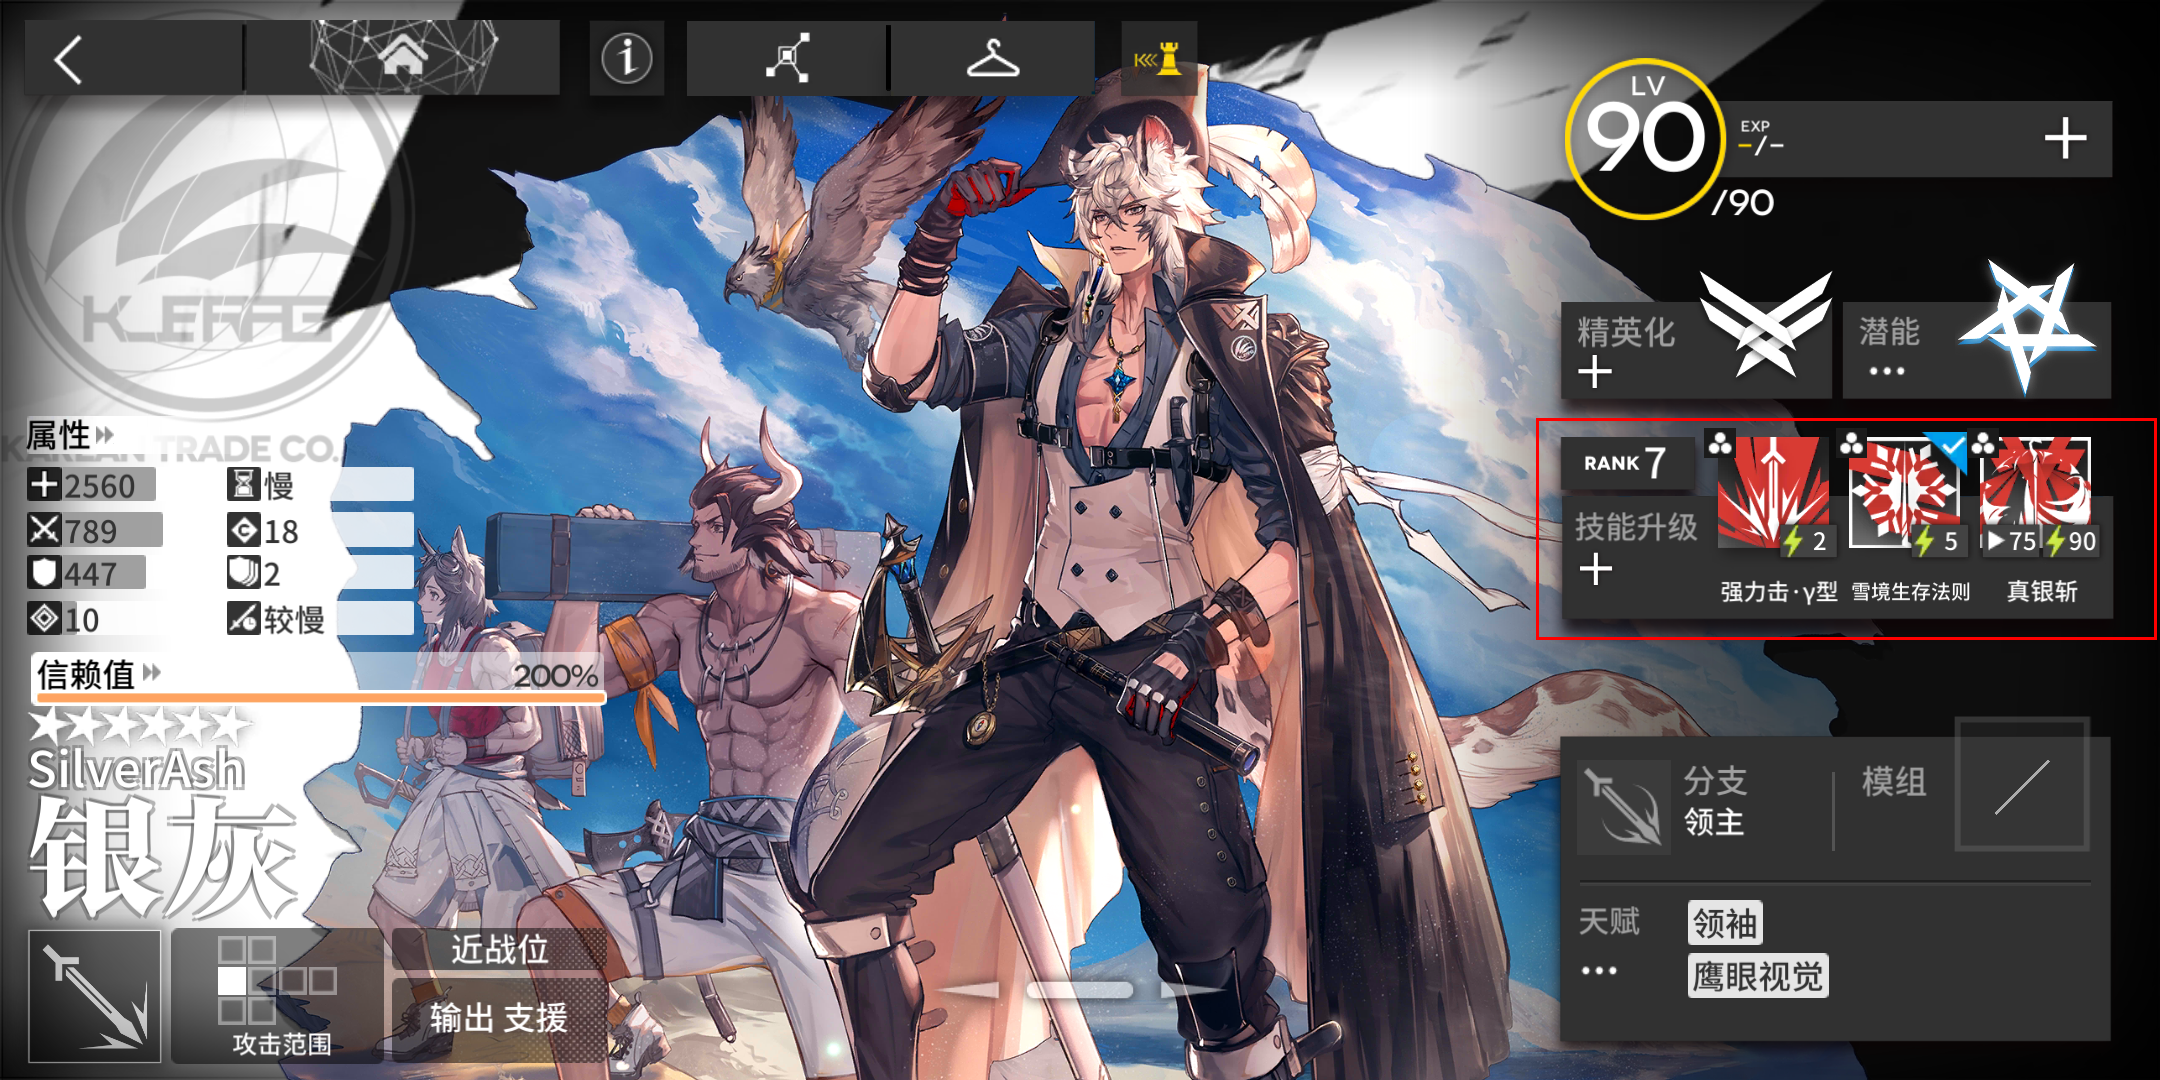 LV
90
/90
EXP
-/-
精英化
潜能
RANK 7
技能升级
2
5
75
90
强力击·γ型
雪境生存法则
真银斩
分支
领主
模组
天赋
领袖
鹰眼视觉
KARLAN TRADE CO.
属性
2560
慢
789
18
447
2
10
较慢
信赖值
200%
SilverAsh
银灰
攻击范围
近战位
输出 支援